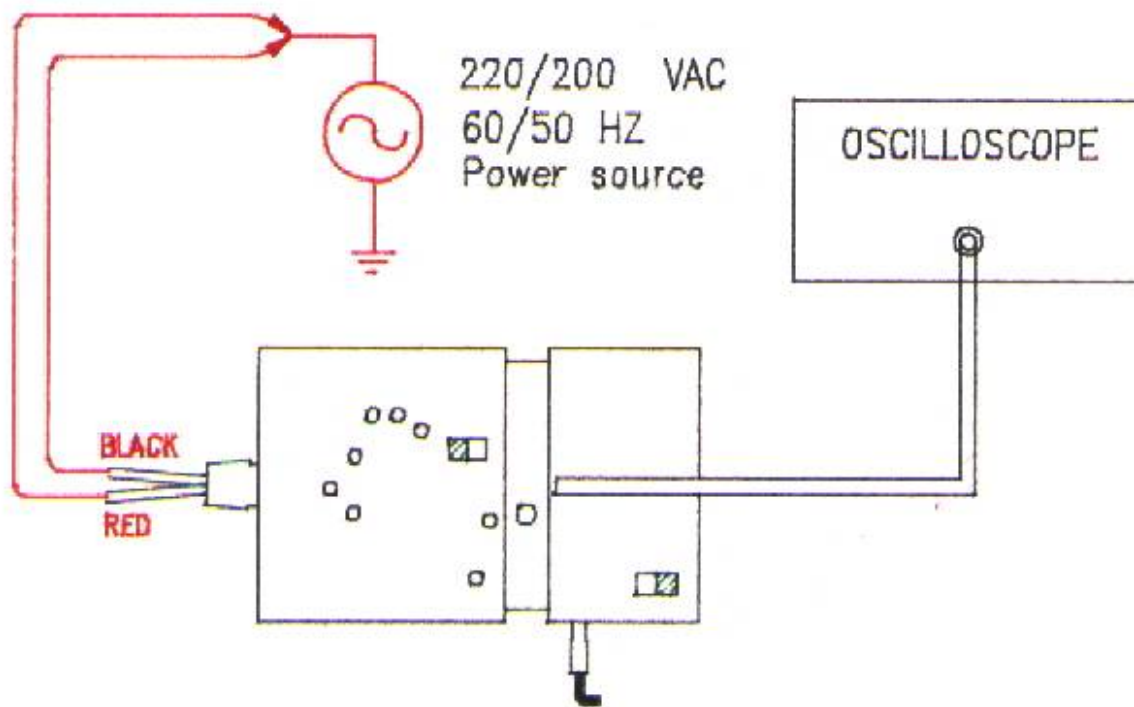 220/200 VAC
60/50 HZ
Power source
OSCILLOSCOPE
BLACK
RED